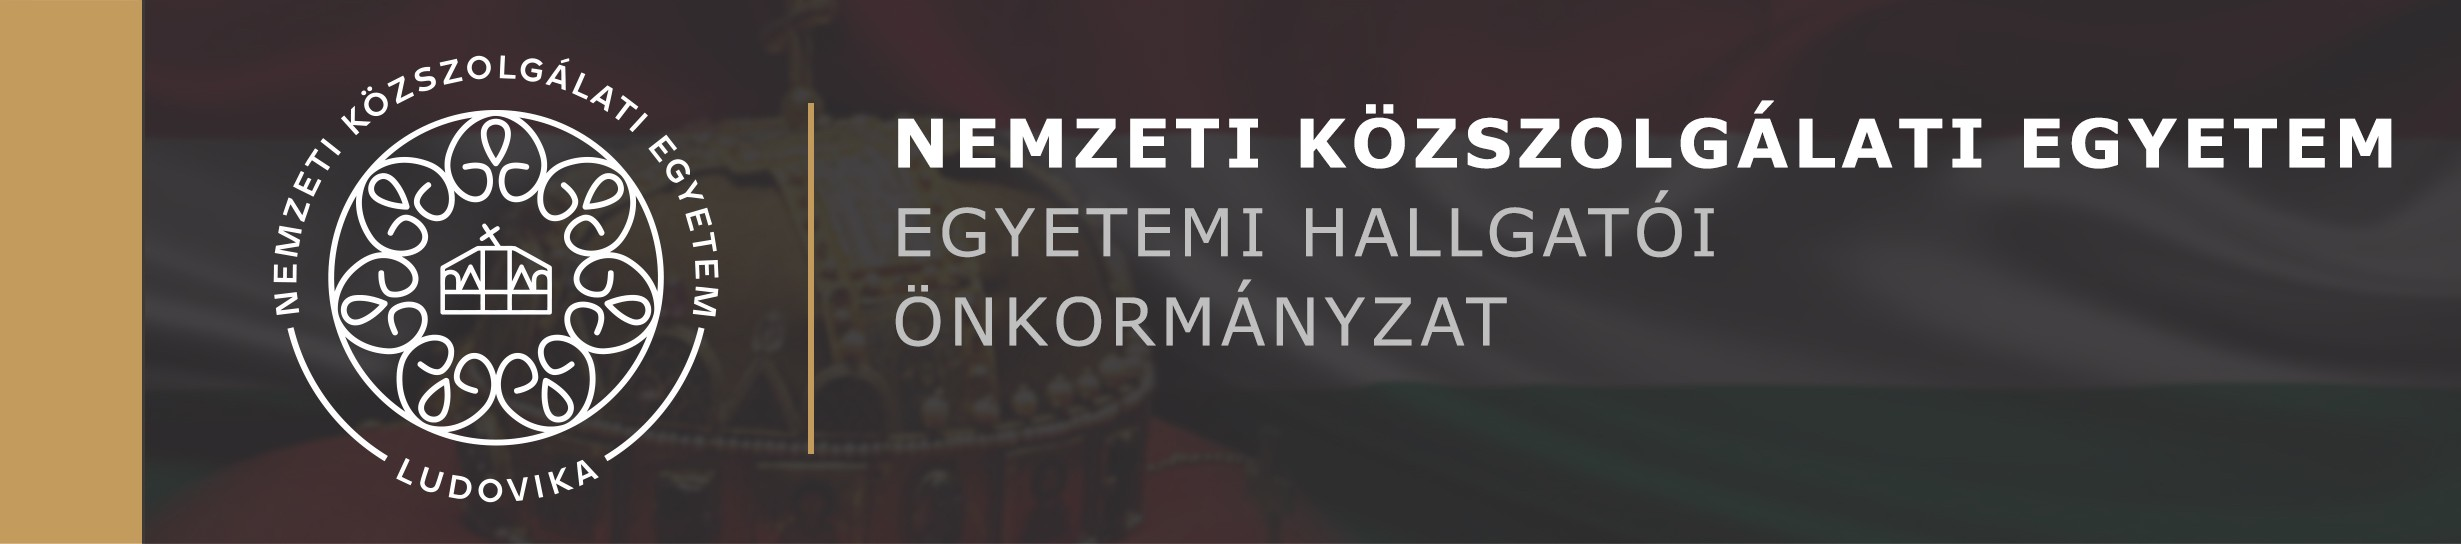 NEMZETI KÖZSZOLGÁLATI EGYETEM
LUDOVIKA
NEMZETI KÖZSZOLGÁLATI EGYETEM
EGYETEMI HALLGATÓI
ÖNKORMÁNYZAT